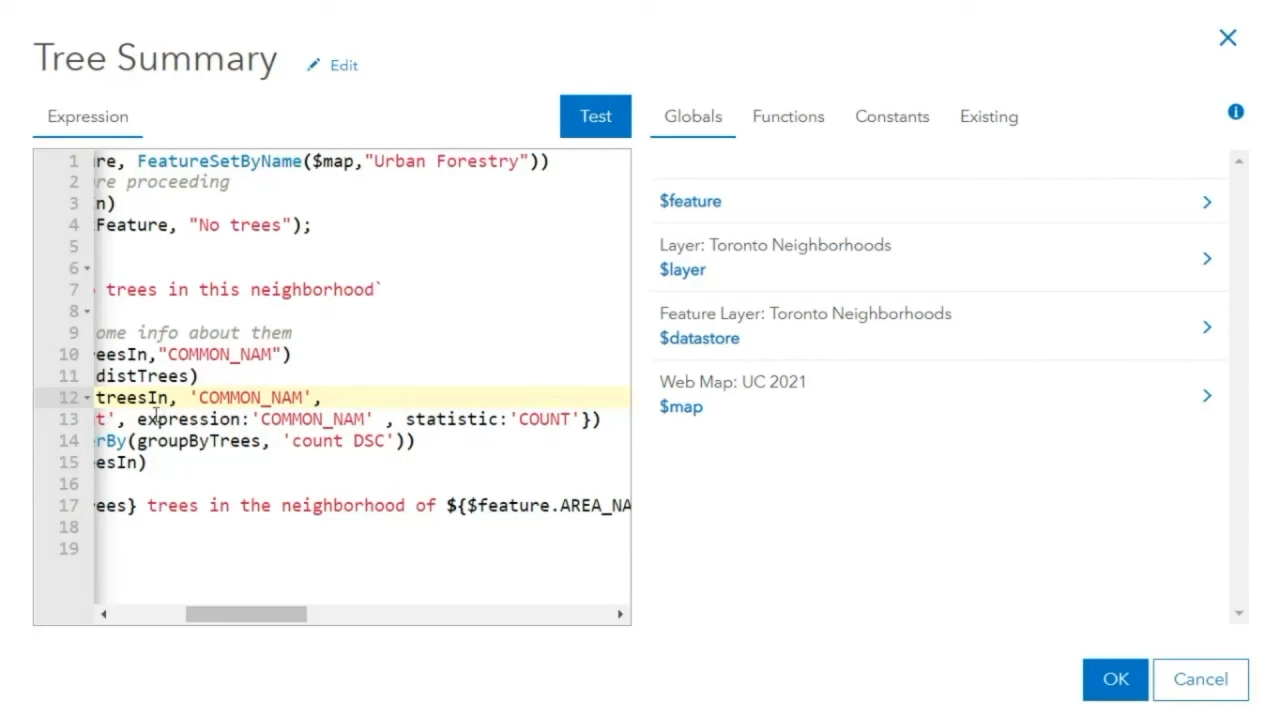 Tree Summary
Edit
Expression
Test
Globals
Functions
Constants
Existing
1 re, FeatureSetByName($map,"Urban Forestry"))
2 re proceeding
3 n)
4 Feature, "No trees");
5
6
7 trees in this neighborhood`
8
9 ome info about them
10 eesIn,"COMMON_NAM")
11 distTrees)
12 treesIn, 'COMMON_NAM',
13 t', expression:'COMMON_NAM' , statistic:'COUNT'})
14 rBy(groupByTrees, 'count DSC'))
15 esIn)
16
17 ees} trees in the neighborhood of ${$feature.AREA_NA
18
19
$feature
Layer: Toronto Neighborhoods
$layer
Feature Layer: Toronto Neighborhoods
$datastore
Web Map: UC 2021
$map
OK
Cancel